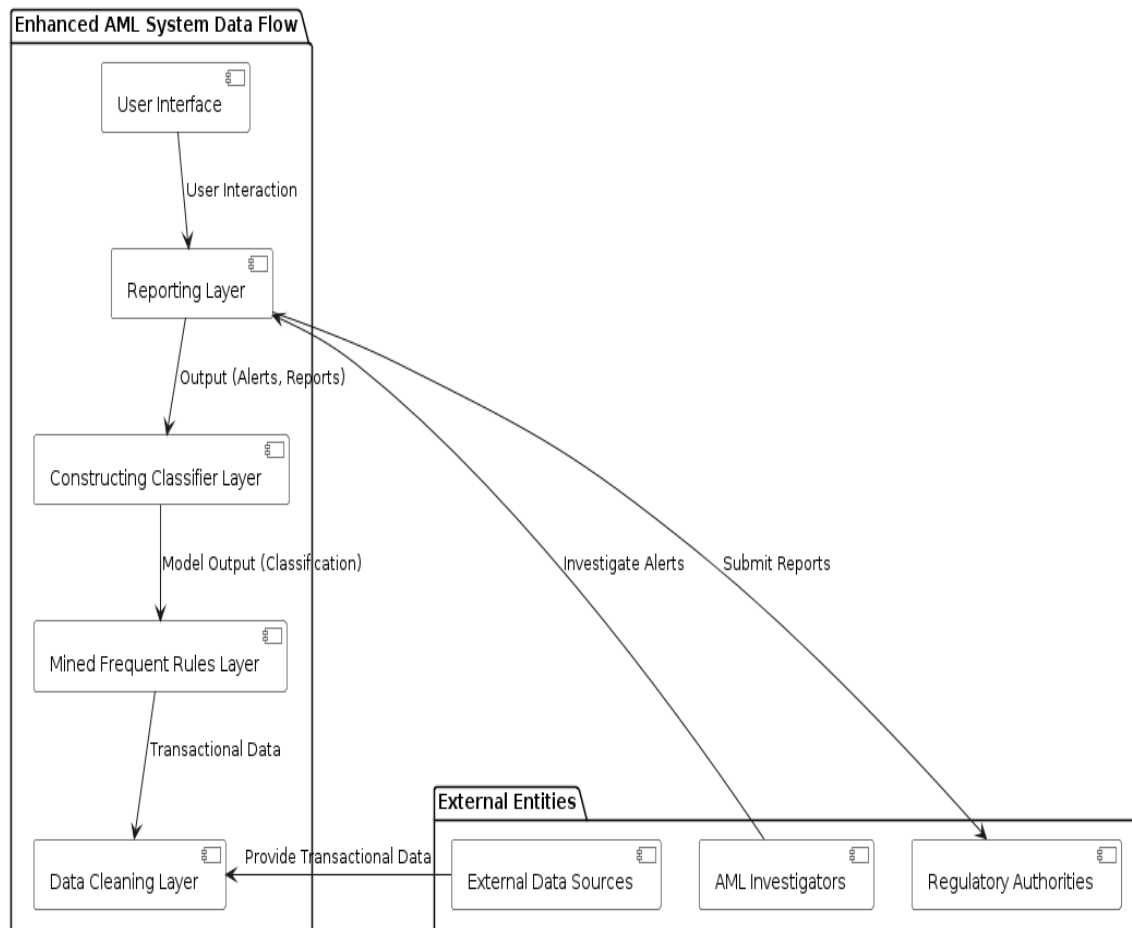 Enhanced AML System Data Flow
User Interface
User Interaction
Reporting Layer
Output (Alerts, Reports)
Constructing Classifier Layer
Model Output (Classification)
Investigate Alerts
Submit Reports
Mined Frequent Rules Layer
Transactional Data
External Entities
Provide Transactional Data
Data Cleaning Layer
External Data Sources
AML Investigators
Regulatory Authorities